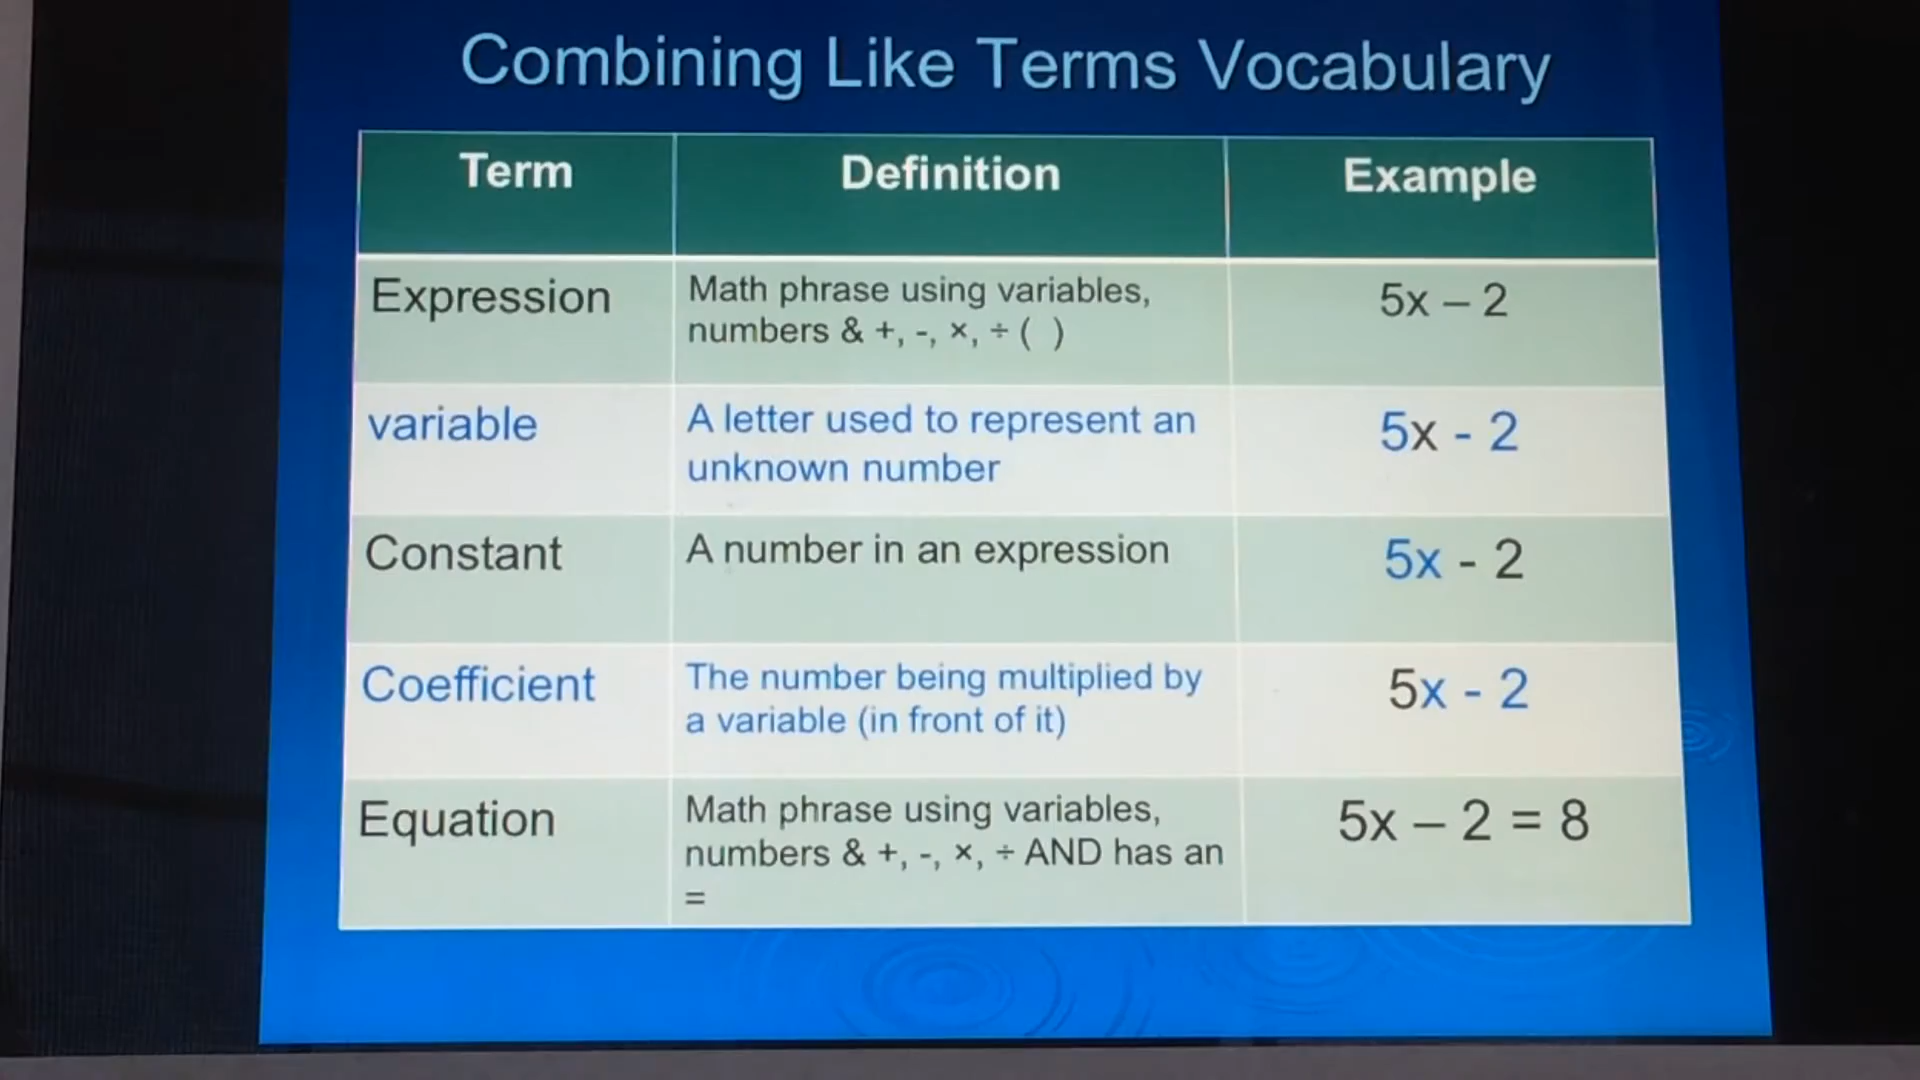 Combining Like Terms Vocabulary
Term Definition Example
Expression Math phrase using variables, 5x – 2
numbers & +, -, ×, ÷ ( )
variable A letter used to represent an 5x - 2
unknown number
Constant A number in an expression 5x - 2
Coefficient The number being multiplied by 5x - 2
a variable (in front of it)
Equation Math phrase using variables, 5x – 2 = 8
numbers & +, -, ×, ÷ AND has an
=